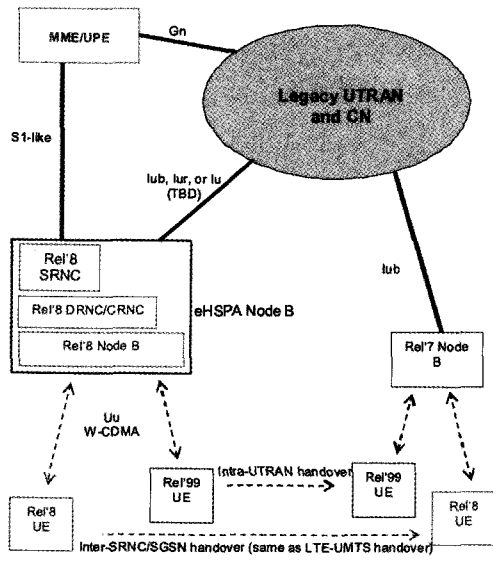 MME/UPE
Gn
Legacy UTRAN
and CN
S1-like
Iub, Iur, or Iu
(TBD)
Iub
Rel'8
SRNC
Rel'8 DRNC/CRNC
Rel'8 Node B
eHSPA Node B
Rel'7 Node
B
Uu
W-CDMA
Rel'99
UE
Intra-UTRAN handover
Rel'99
UE
Rel'8
UE
Rel'8
UE
Inter-SRNC/SGSN handover (same as LTE-UMTS handover)